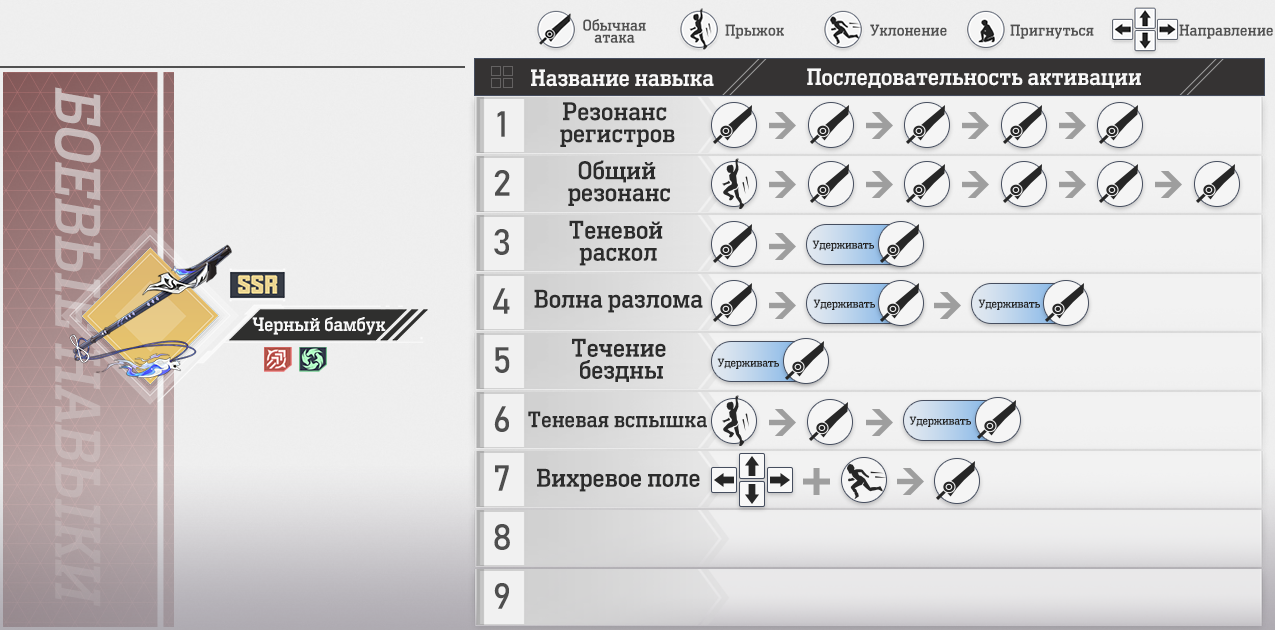 Обычная
атака
Прыжок
Уклонение
Пригнуться
Направление
Название навыка
Последовательность активации
БОЕВЫЕ НАВЫКИ
SSR
Черный бамбук
1
Резонанс
регистров
2
Общий
резонанс
3
Теневой
раскол
Удерживать
4
Волна разлома
Удерживать
Удерживать
5
Течение
бездны
Удерживать
6
Теневая вспышка
Удерживать
7
Вихревое поле
8
9